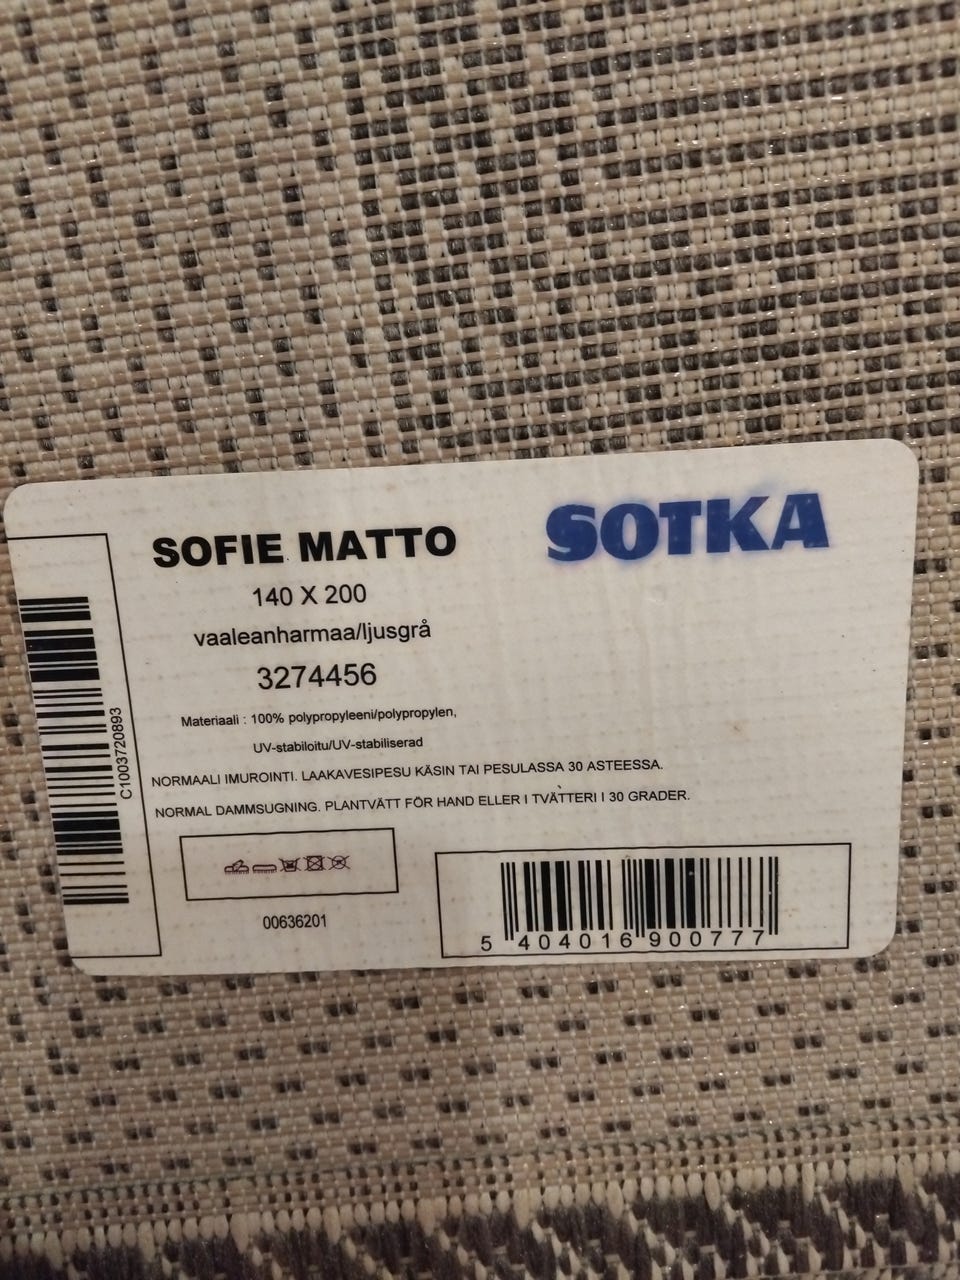 SOFIE MATTO
SOTKA
140 X 200
vaaleanharmaa/ljusgrå
3274456
Materiaali : 100% polypropyleeni/polypropylen,
UV-stabiloitu/UV-stabiliserad
NORMAALI IMUROINTI. LAAKAVESIPESU KÄSIN TAI PESULASSA 30 ASTEESSA.
NORMAL DAMMSUGNING. PLANTVÄTT FÖR HAND ELLER I TVÄTTERI I 30 GRADER.
00636201
5 404016 900777
C1003720893